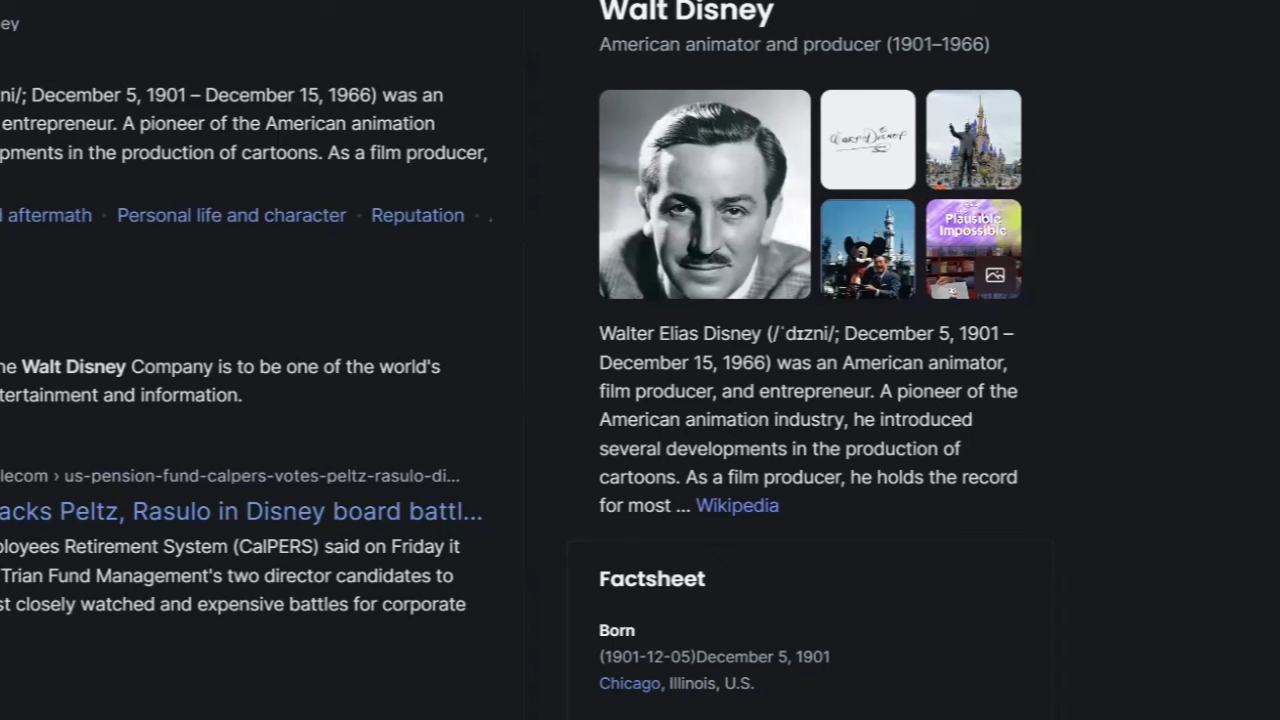 ey
ni/; December 5, 1901 – December 15, 1966) was an
entrepreneur. A pioneer of the American animation
pments in the production of cartoons. As a film producer,
l aftermath · Personal life and character · Reputation · .
ne Walt Disney Company is to be one of the world's
tertainment and information.
lecom › us-pension-fund-calpers-votes-peltz-rasulo-di...
acks Peltz, Rasulo in Disney board battl...
ployees Retirement System (CalPERS) said on Friday it
Trian Fund Management's two director candidates to
st closely watched and expensive battles for corporate
Walt Disney
American animator and producer (1901–1966)
Walt Disney
Plausible
Impossible
Walter Elias Disney (/ˈdɪzni/; December 5, 1901 –
December 15, 1966) was an American animator,
film producer, and entrepreneur. A pioneer of the
American animation industry, he introduced
several developments in the production of
cartoons. As a film producer, he holds the record
for most ... Wikipedia
Factsheet
Born
(1901-12-05)December 5, 1901
Chicago, Illinois, U.S.